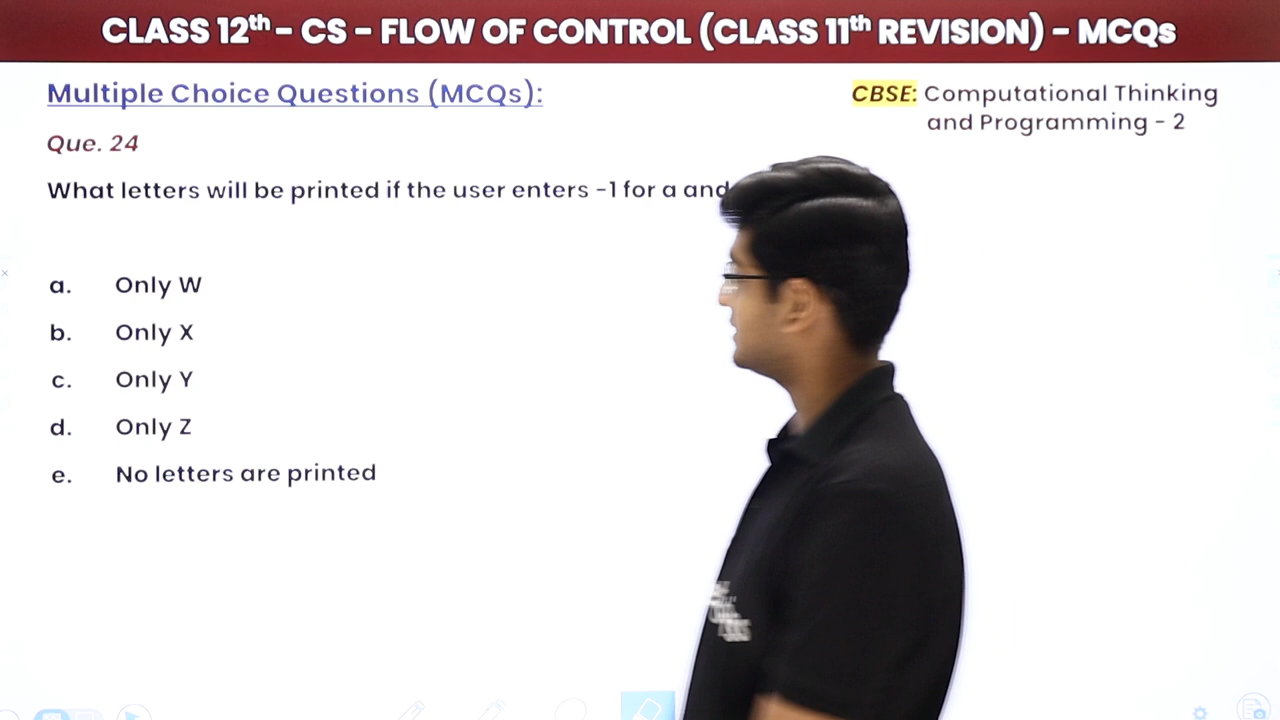 CLASS 12th - CS - FLOW OF CONTROL (CLASS 11th REVISION) - MCQs
Multiple Choice Questions (MCQs):
CBSE: Computational Thinking
and Programming - 2
Que. 24
What letters will be printed if the user enters -1 for a and
a. Only W
b. Only X
c. Only Y
d. Only Z
e. No letters are printed